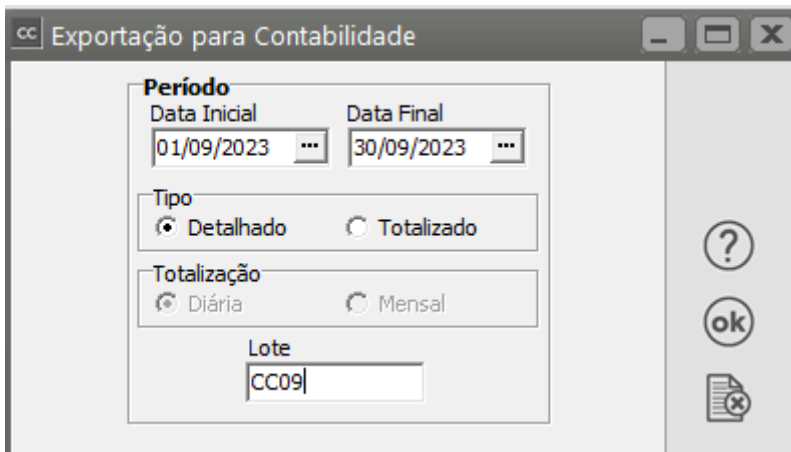 cc Exportação para Contabilidade
Período
Data Inicial Data Final
01/09/2023 ... 30/09/2023 ...
Tipo
Detalhado Totalizado
Totalização
Diária Mensal
Lote
CC09
?
ok